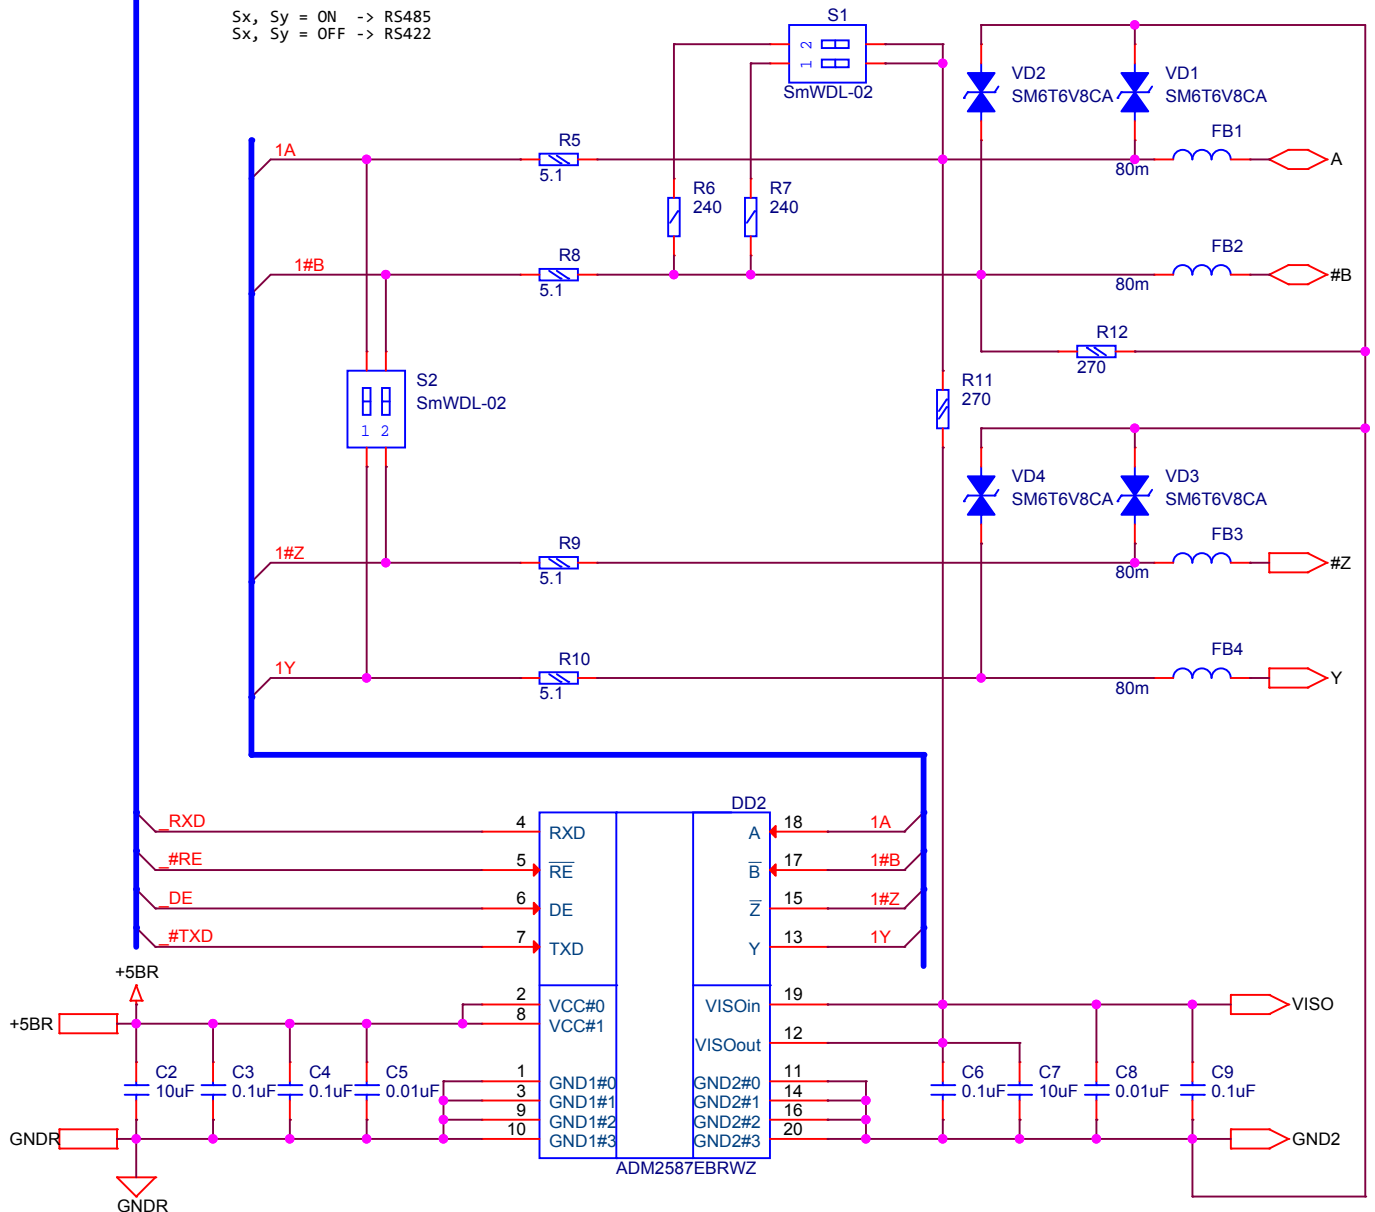 Sx, Sy = ON -> RS485
Sx, Sy = OFF -> RS422
S1
2
1
SmWDL-02
VD2
SM6T6V8CA
VD1
SM6T6V8CA
1A
R5
5.1
FB1
80m
A
R6
240
R7
240
1#B
R8
5.1
FB2
80m
#B
R12
270
S2
SmWDL-02
1 2
R11
270
VD4
SM6T6V8CA
VD3
SM6T6V8CA
1#Z
R9
5.1
FB3
80m
#Z
1Y
R10
5.1
FB4
80m
Y
DD2
_RXD 4 RXD A 18 1A
_#RE 5 RE B 17 1#B
_DE 6 DE Z 15 1#Z
_#TXD 7 TXD Y 13 1Y
+5BR
+5BR
2 VCC#0 VISOin 19 VISO
8 VCC#1
VISOout 12
C2
10uF
C3
0.1uF
C4
0.1uF
C5
0.01uF
1 GND1#0 GND2#0 11
3 GND1#1 GND2#1 14
9 GND1#2 GND2#2 16
10 GND1#3 GND2#3 20
C6
0.1uF
C7
10uF
C8
0.01uF
C9
0.1uF
GNDR
GND2
ADM2587EBRWZ
GNDR